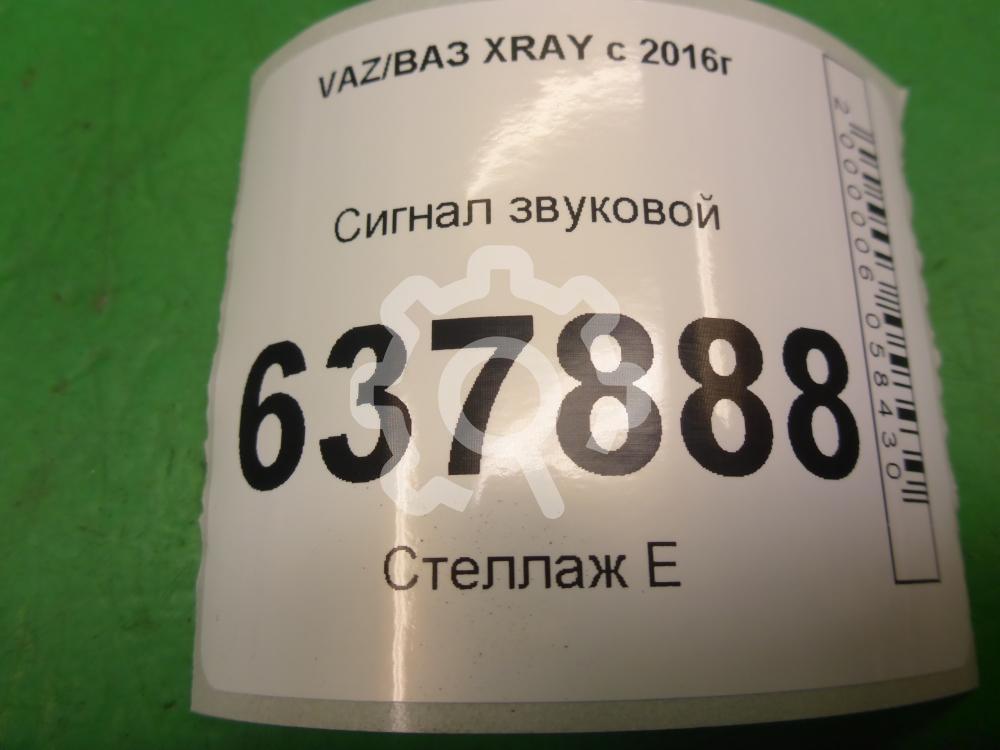 VAZ/ВАЗ XRAY с 2016г
Сигнал звуковой
637888
Стеллаж Е
2000006058430